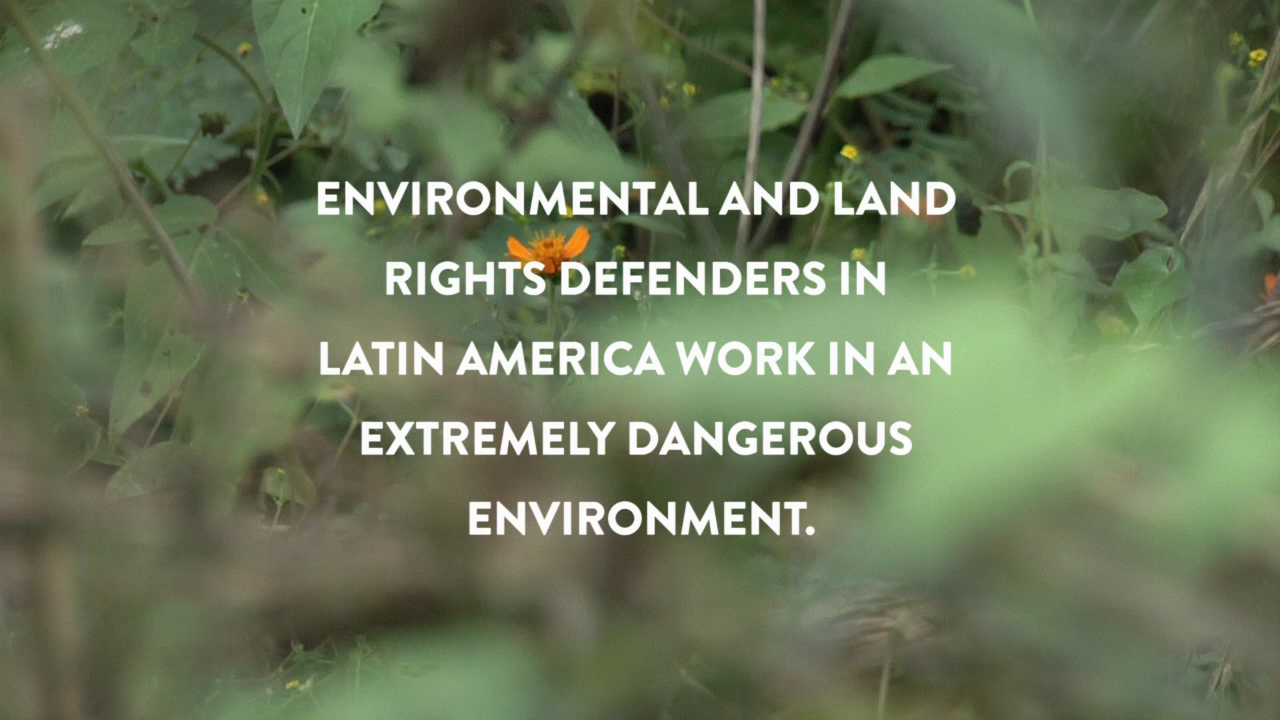 ENVIRONMENTAL AND LAND
RIGHTS DEFENDERS IN
LATIN AMERICA WORK IN AN
EXTREMELY DANGEROUS
ENVIRONMENT.